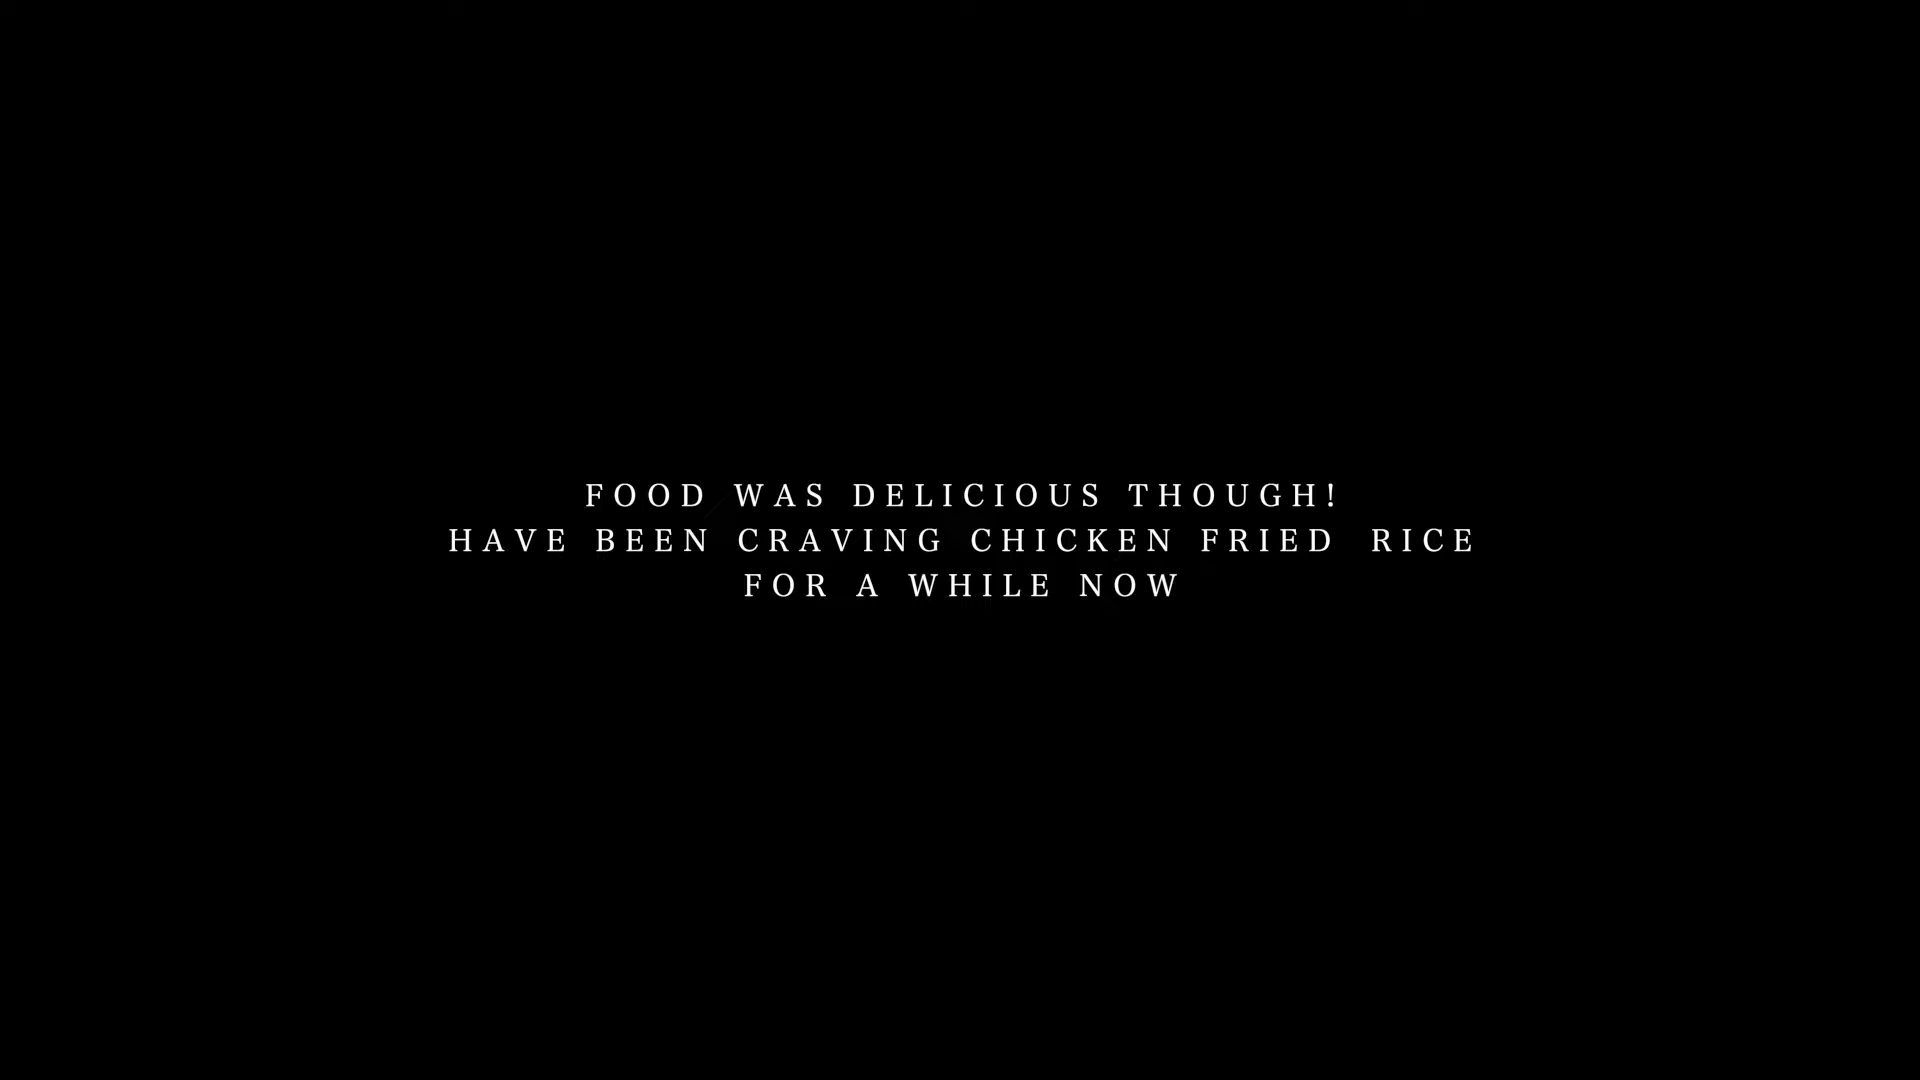 FOOD WAS DELICIOUS THOUGH!
HAVE BEEN CRAVING CHICKEN FRIED RICE
FOR A WHILE NOW